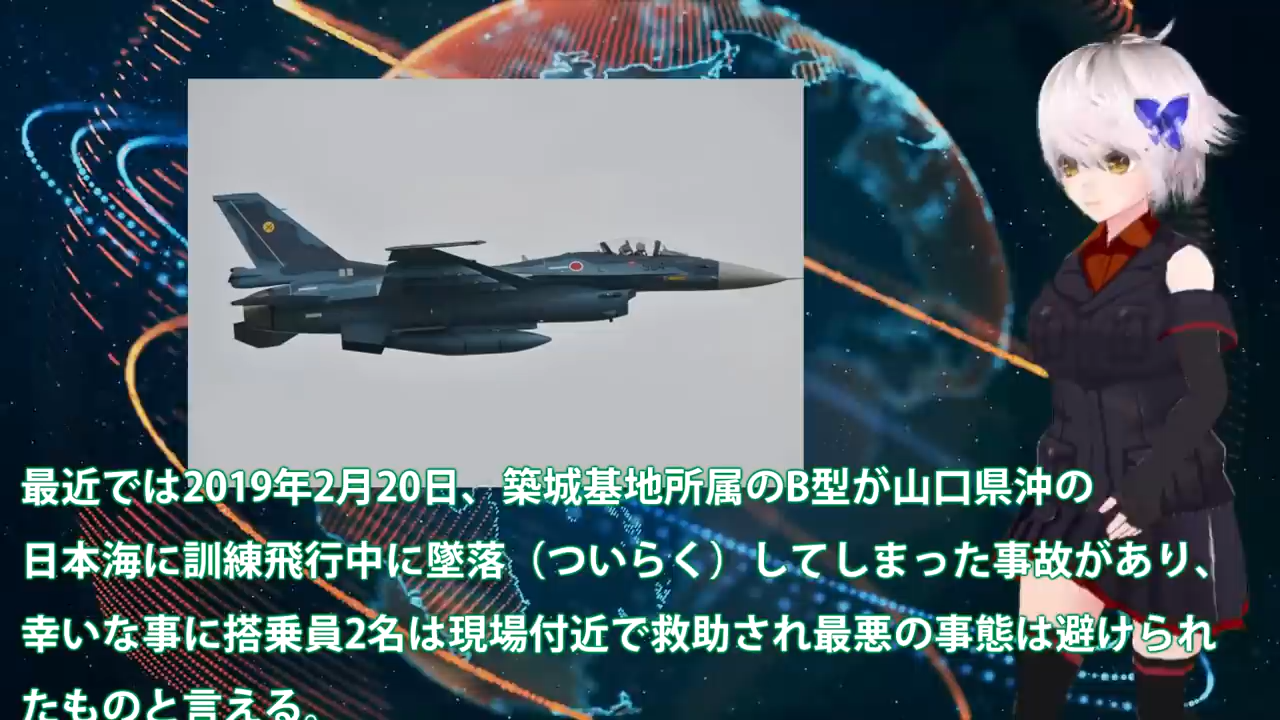 最近では2019年2月20日、築城基地所属のB型が山口県沖の
日本海に訓練飛行中に墜落（ついらく）してしまった事故があり、
幸いな事に搭乗員2名は現場付近で救助され最悪の事態は避けられ
たものと言える。